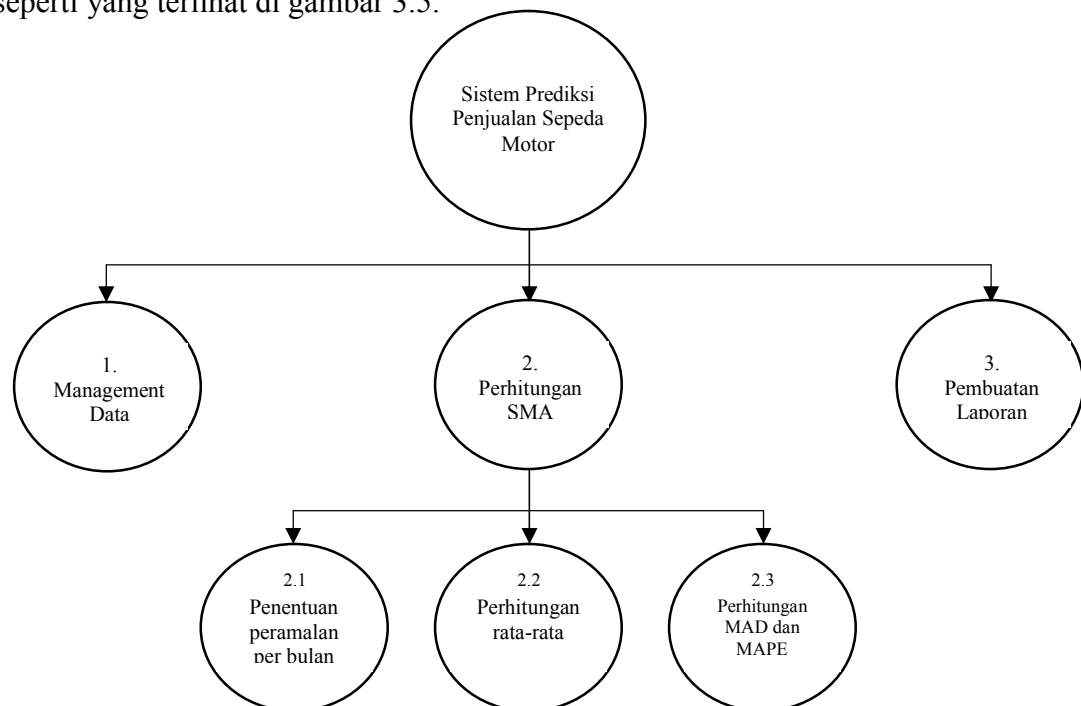 seperti yang terlihat di gambar 3.5.
Sistem Prediksi
Penjualan Sepeda
Motor
1.
Management
Data
2.
Perhitungan
SMA
3.
Pembuatan
Laporan
2.1
Penentuan
peramalan
per bulan
2.2
Perhitungan
rata-rata
2.3
Perhitungan
MAD dan
MAPE